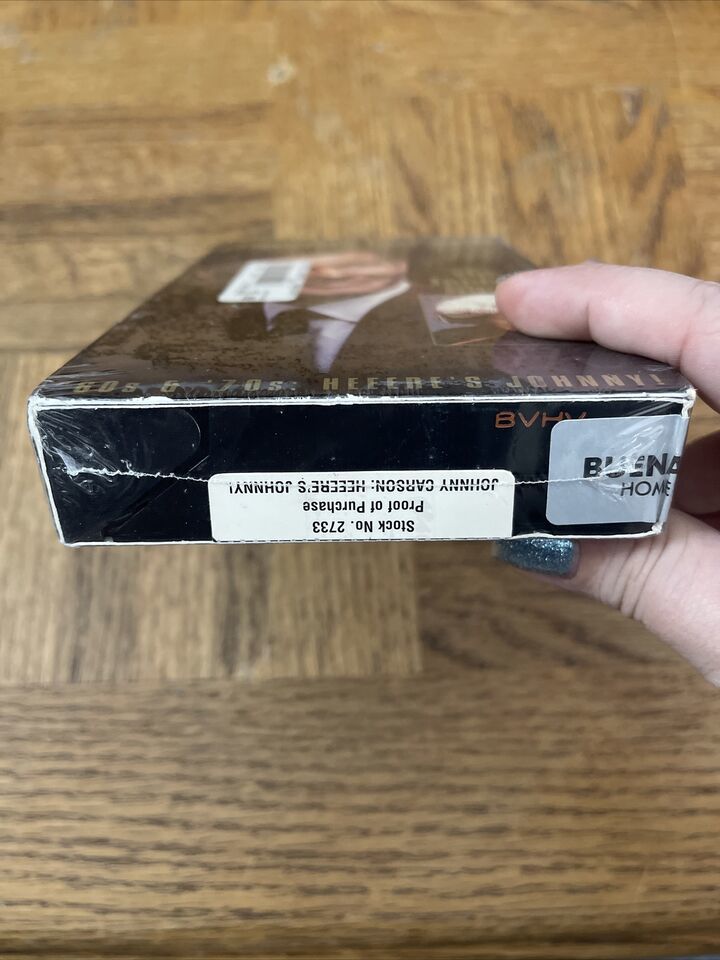 60s & '70s: HEEERE'S JOHNNY!
BVHV
BUENA
HOME
Stock No. 2733
Proof of Purchase
JOHNNY CARSON: HEEERE'S JOHNNY!